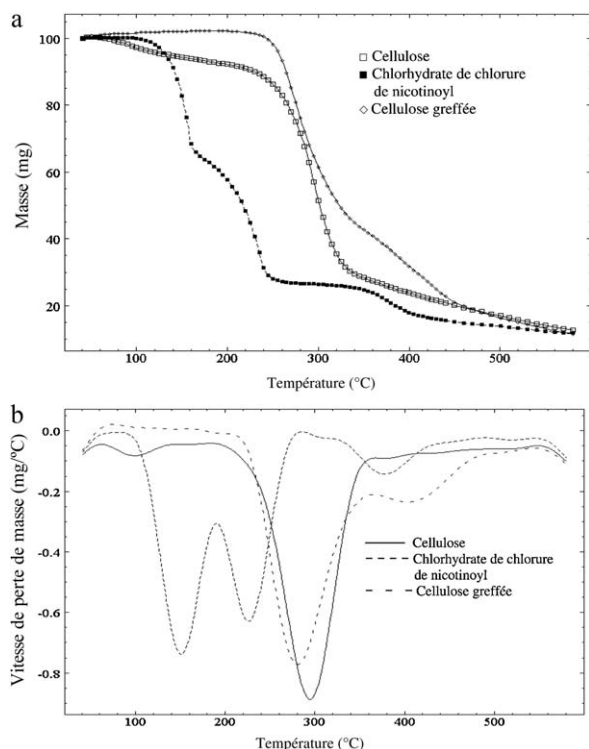 a
100
80
60
40
20
Masse (mg)
Cellulose
Chlorhydrate de chlorure
de nicotinoyl
Cellulose greffée
100
200
300
400
500
Température (°C)
b
0.0
-0.2
-0.4
-0.6
-0.8
Vitesse de perte de masse (mg/°C)
Cellulose
Chlorhydrate de chlorure
de nicotinoyl
Cellulose greffée
100
200
300
400
500
Température (°C)